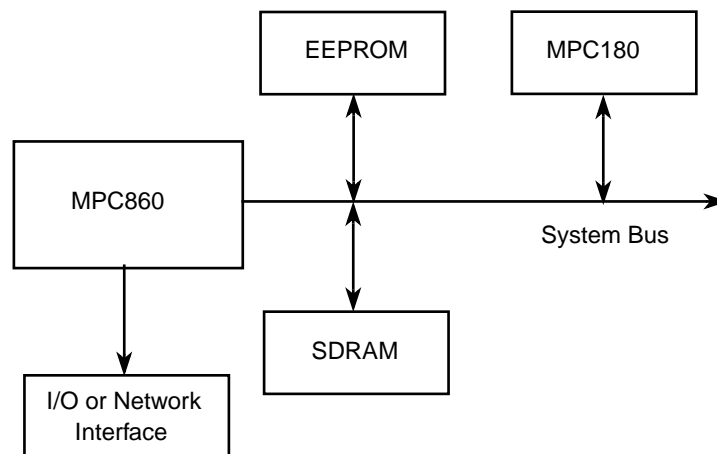 EEPROM
MPC180
MPC860
System Bus
SDRAM
I/O or Network
Interface